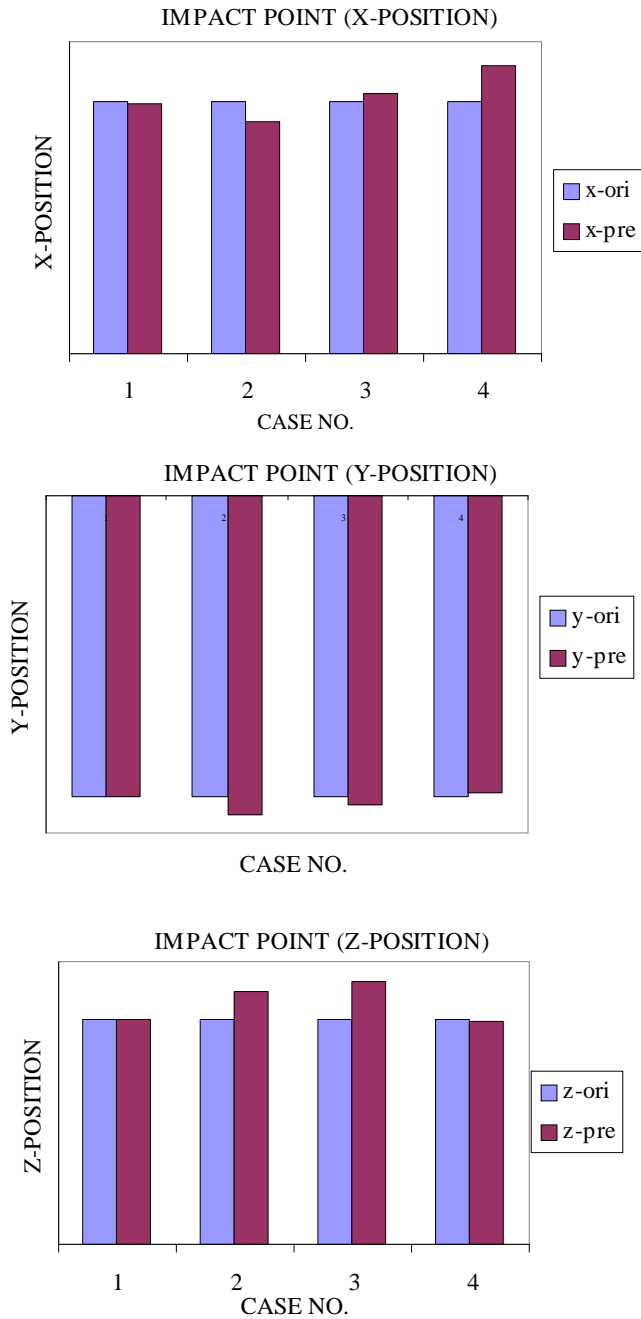 IMPACT POINT (X-POSITION)
X-POSITION
x-ori
x-pre
1 2 3 4
CASE NO.
IMPACT POINT (Y-POSITION)
1 2 3 4
Y-POSITION
y-ori
y-pre
CASE NO.
IMPACT POINT (Z-POSITION)
Z-POSITION
z-ori
z-pre
1 2 3 4
CASE NO.